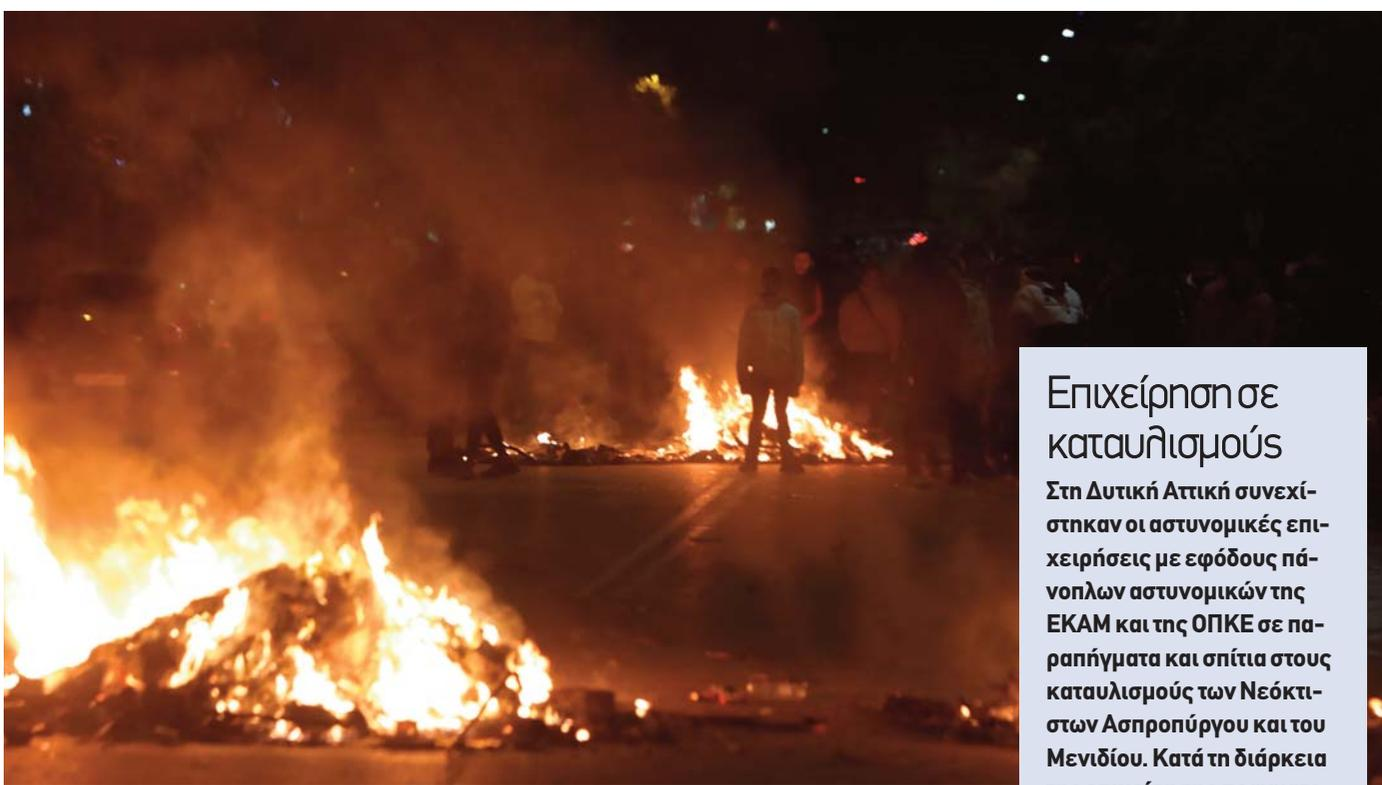 Επιχείρηση σε
καταυλισμούς
Στη Δυτική Αττική συνεχί-
στηκαν οι αστυνομικές επι-
χειρήσεις με εφόδους πά-
νοπλων αστυνομικών της
ΕΚΑΜ και της ΟΠΚΕ σε πα-
ραπήγματα και σπίτια στους
καταυλισμούς των Νεόκτι-
στων Ασπροπύργου και του
Μενιδίου. Κατά τη διάρκεια